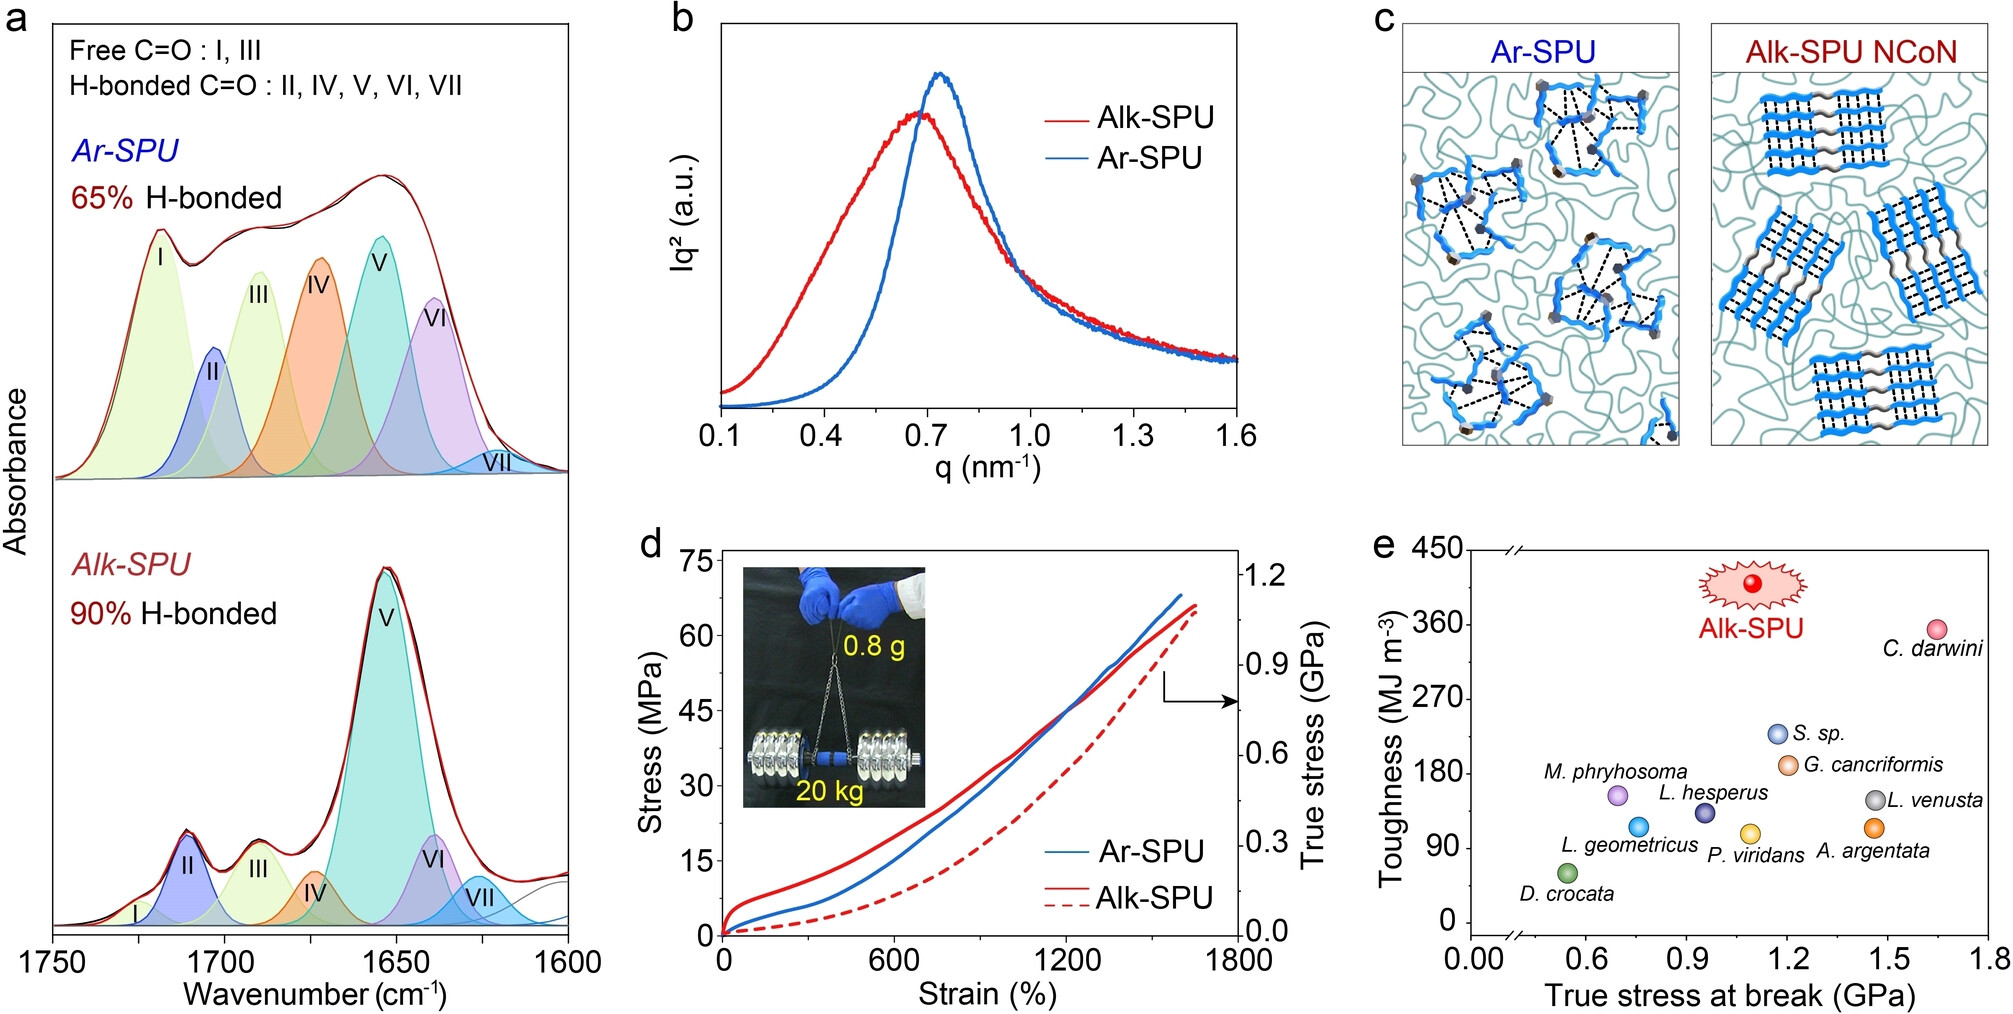 a
Free C=O : I, III
H-bonded C=O : II, IV, V, VI, VII
Ar-SPU
65% H-bonded
I
II
III
IV
V
VI
VII
Alk-SPU
90% H-bonded
I
II
III
IV
V
VI
VII
Absorbance
1750 1700 1650 1600
Wavenumber (cm⁻¹)
b
Iq² (a.u.)
Alk-SPU
Ar-SPU
0.1 0.4 0.7 1.0 1.3 1.6
q (nm⁻¹)
c
Ar-SPU
Alk-SPU NCoN
d
Stress (MPa)
75
60
45
30
15
0
0.8 g
20 kg
Ar-SPU
Alk-SPU
1.2
0.9
0.6
0.3
0.0
True stress (GPa)
0 600 1200 1800
Strain (%)
e
Toughness (MJ m⁻³)
450
360
270
180
90
0
Alk-SPU
C. darwini
S. sp.
G. cancriformis
M. phryhosoma
L. hesperus
L. venusta
L. geometricus
P. viridans
A. argentata
D. crocata
0.00 0.6 0.9 1.2 1.5 1.8
True stress at break (GPa)